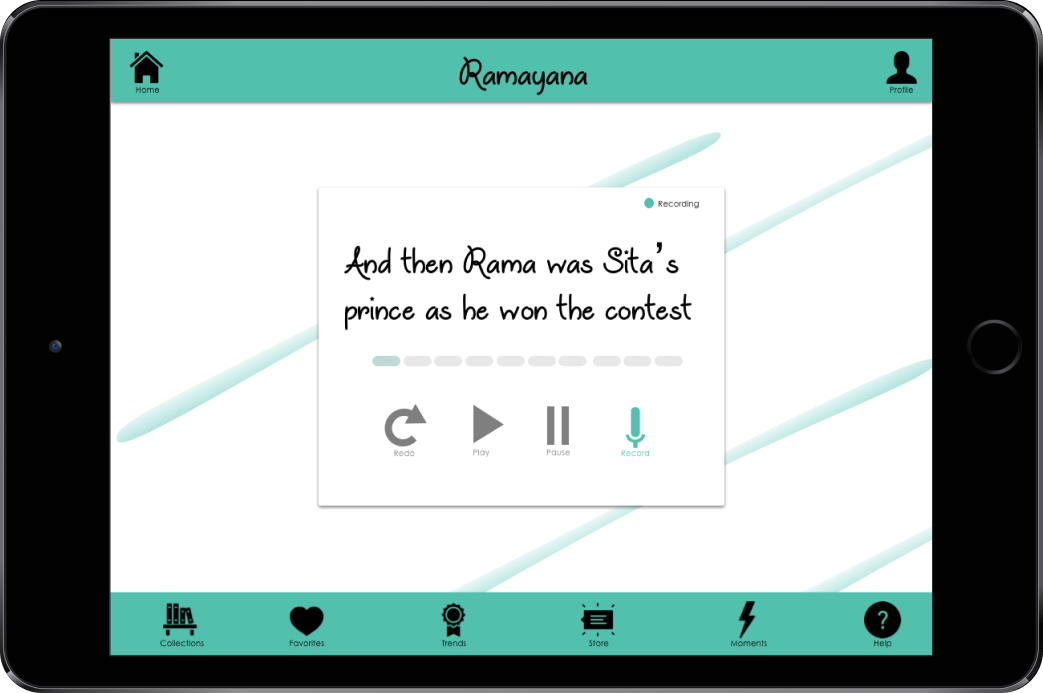 Ramayana
Home
Profile
Recording
And then Rama was Sita's
prince as he won the contest
Redo
Play
Pause
Record
Collections
Favorites
Trends
Store
Moments
?
Help